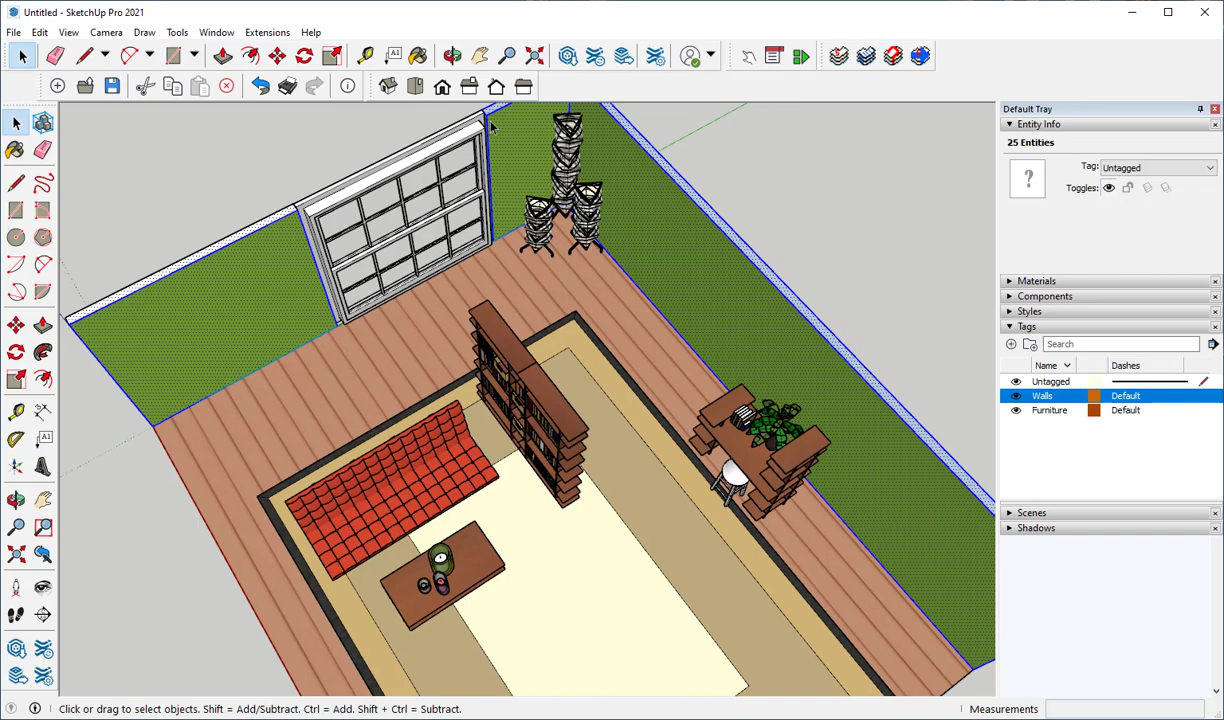 Untitled - SketchUp Pro 2021
File Edit View Camera Draw Tools Window Extensions Help
A1
Default Tray
Entity Info
25 Entities
?
Tag: Untagged
Toggles:
Materials
Components
Styles
Tags
Search
Name Dashes
Untagged
Walls Default
Furniture Default
Scenes
Shadows
A1
Click or drag to select objects. Shift = Add/Subtract. Ctrl = Add. Shift + Ctrl = Subtract.
Measurements